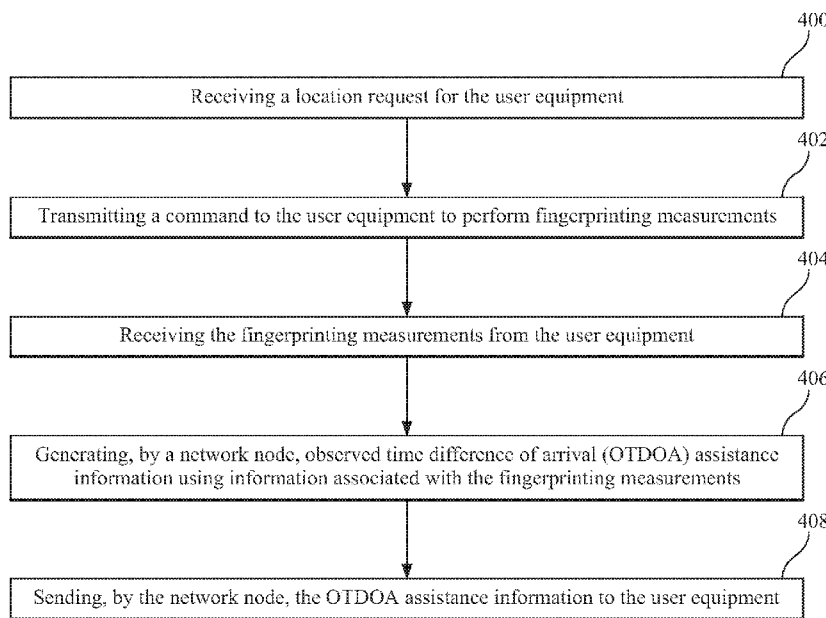 400
Receiving a location request for the user equipment
402
Transmitting a command to the user equipment to perform fingerprinting measurements
404
Receiving the fingerprinting measurements from the user equipment
406
Generating, by a network node, observed time difference of arrival (OTDOA) assistance
information using information associated with the fingerprinting measurements
408
Sending, by the network node, the OTDOA assistance information to the user equipment